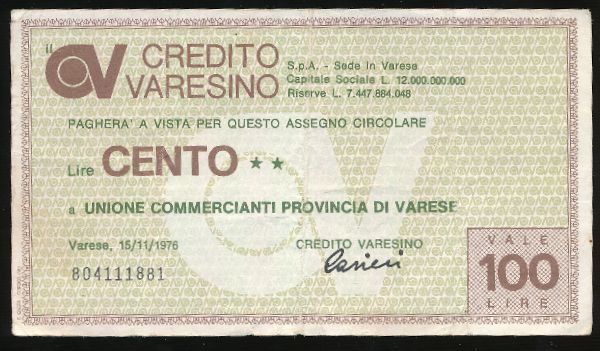 il CV CREDITO VARESINO
S.p.A. - Sede in Varese
Capitale Sociale L. 12.000.000.000
Riserve L. 7.447.884.048
PAGHERA' A VISTA PER QUESTO ASSEGNO CIRCOLARE
Lire CENTO ★ ★
a UNIONE COMMERCIANTI PROVINCIA DI VARESE
Varese, 15/11/1976 CREDITO VARESINO
804111881
VALE
100
LIRE